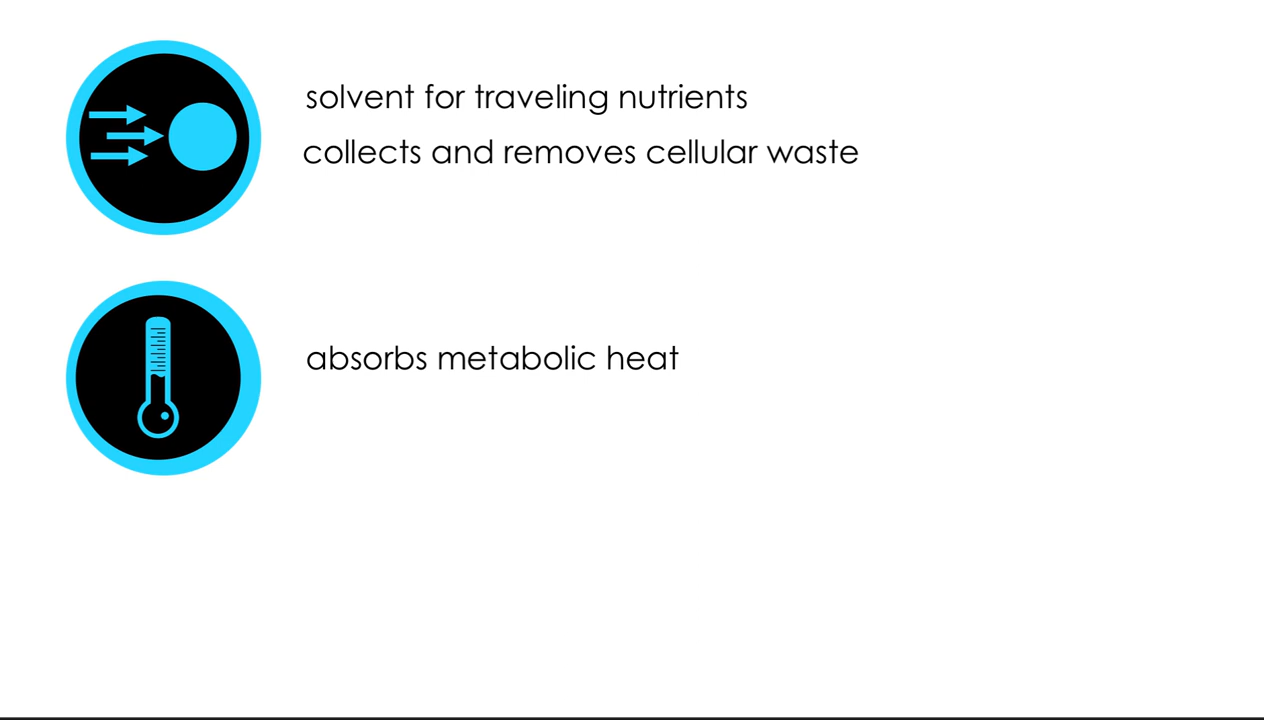 solvent for traveling nutrients
collects and removes cellular waste
absorbs metabolic heat